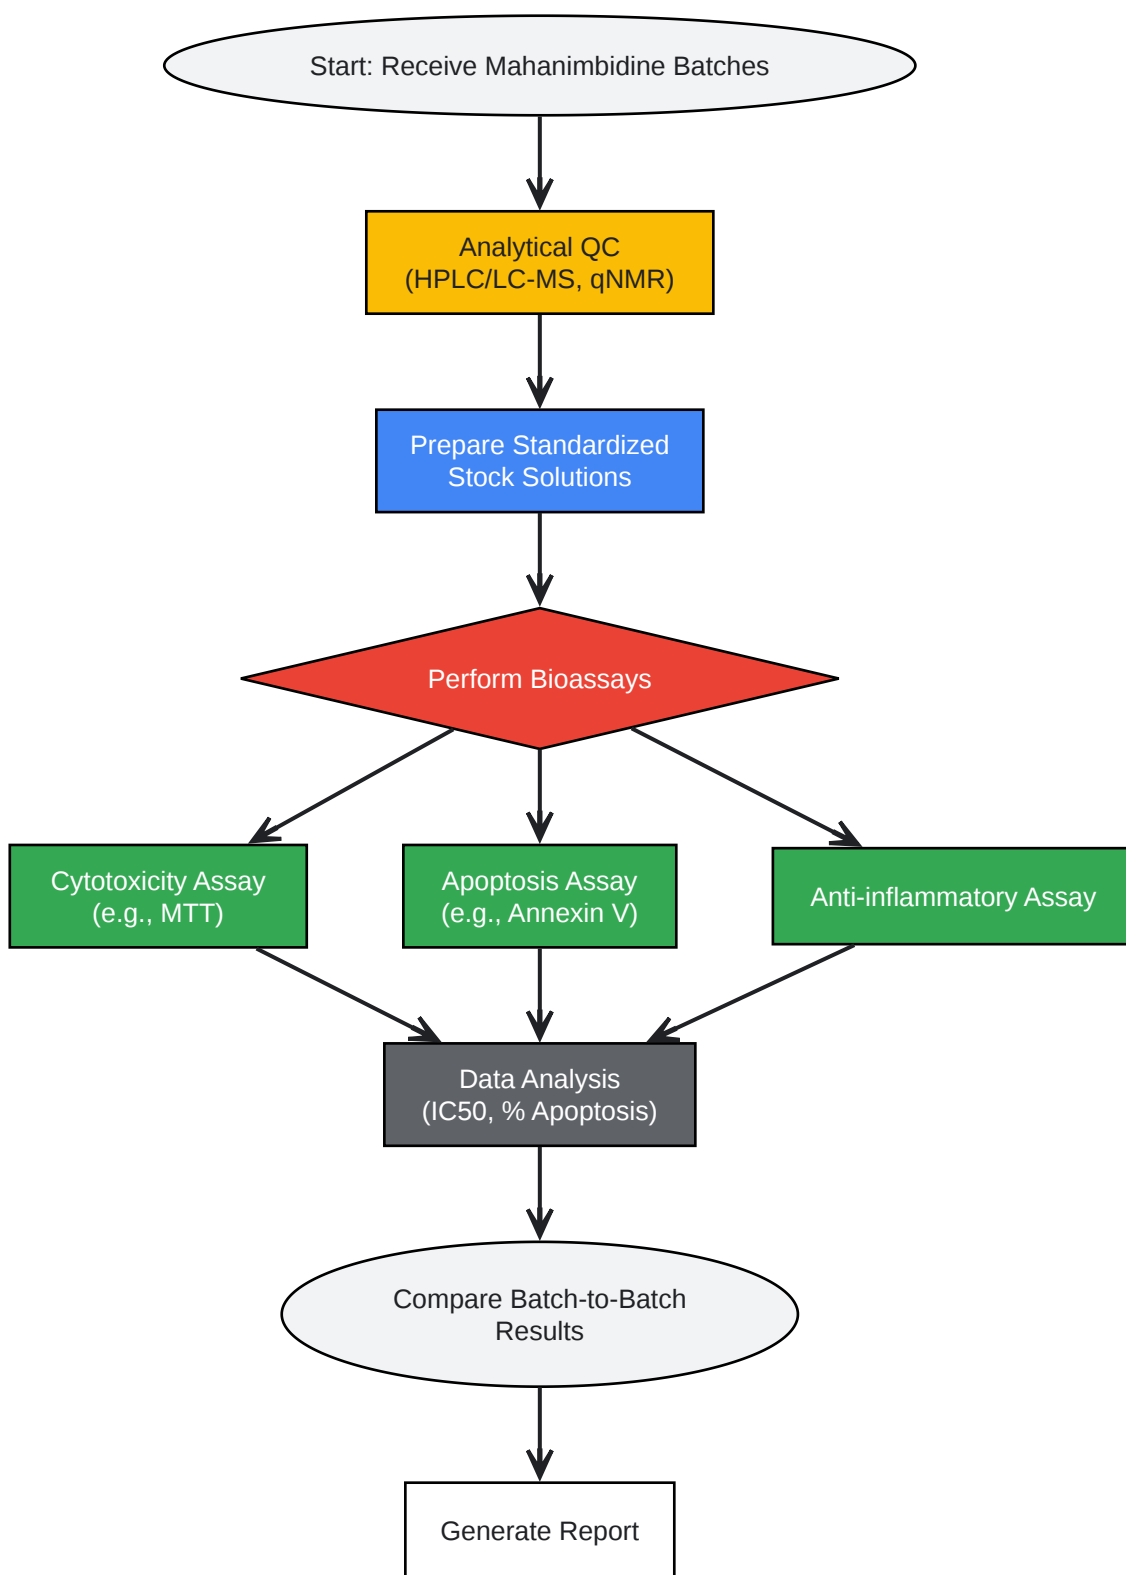 Start: Receive Mahanimbidine Batches
Analytical QC
(HPLC/LC-MS, qNMR)
Prepare Standardized
Stock Solutions
Perform Bioassays
Cytotoxicity Assay
(e.g., MTT)
Apoptosis Assay
(e.g., Annexin V)
Anti-inflammatory Assay
Data Analysis
(IC50, % Apoptosis)
Compare Batch-to-Batch
Results
Generate Report